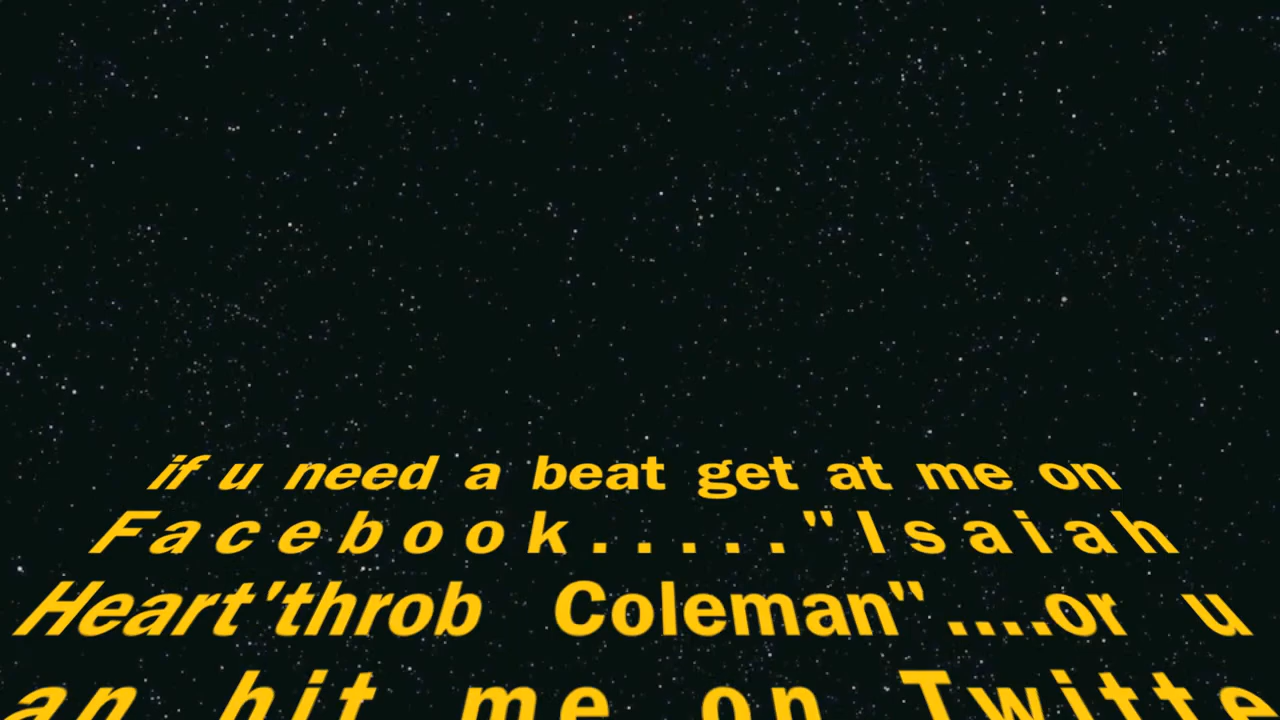 if u need a beat get at me on
Facebook....."Isaiah
Heart'throb Coleman"....or u
an hit me on Twitte